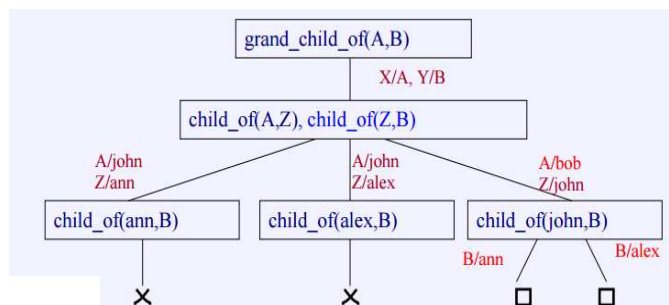 grand_child_of(A,B)
X/A, Y/B
child_of(A,Z), child_of(Z,B)
A/john
Z/ann
A/john
Z/alex
A/bob
Z/john
child_of(ann,B)
child_of(alex,B)
child_of(john,B)
B/ann
B/alex